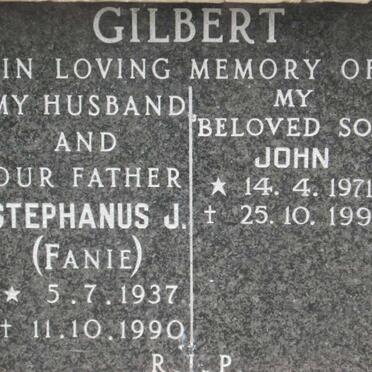 GILBERT
IN LOVING MEMORY OF
MY HUSBAND
AND
OUR FATHER
STEPHANUS J.
(FANIE)
★ 5.7.1937
† 11.10.1990
MY
BELOVED SO
JOHN
★ 14.4.1971
† 25.10.199
R.I.P